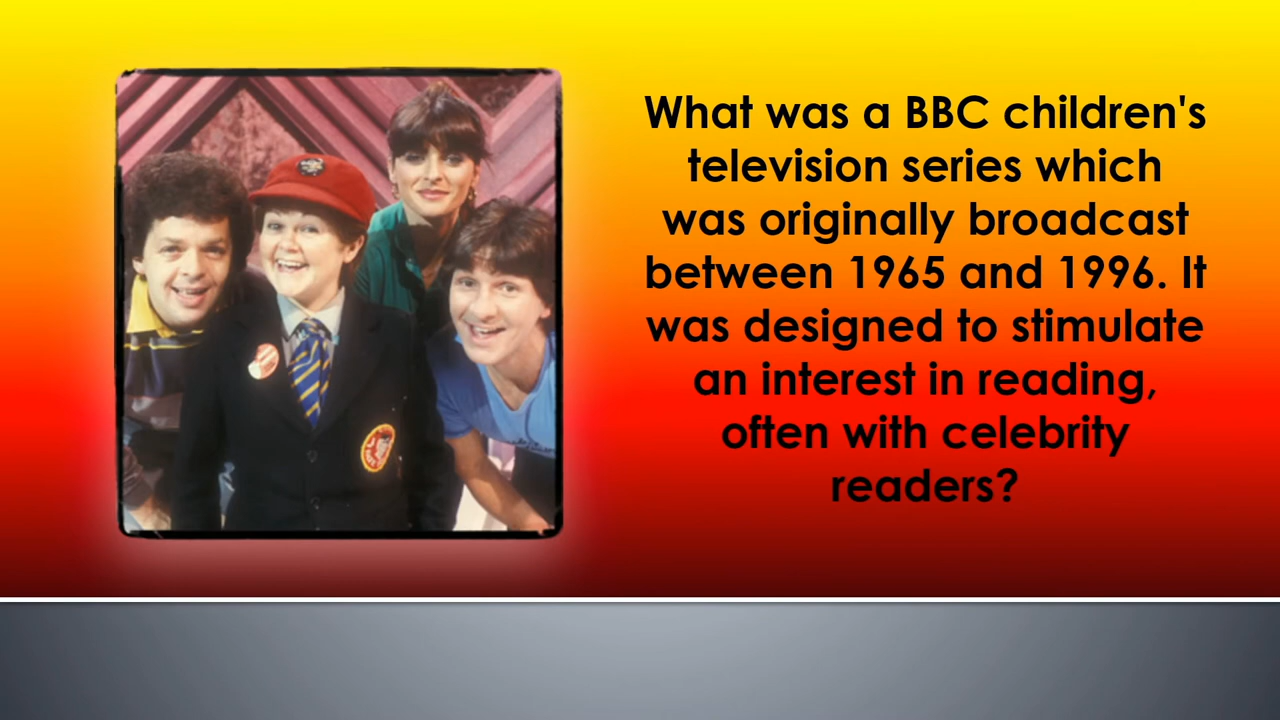 What was a BBC children's
television series which
was originally broadcast
between 1965 and 1996. It
was designed to stimulate
an interest in reading,
often with celebrity
readers?